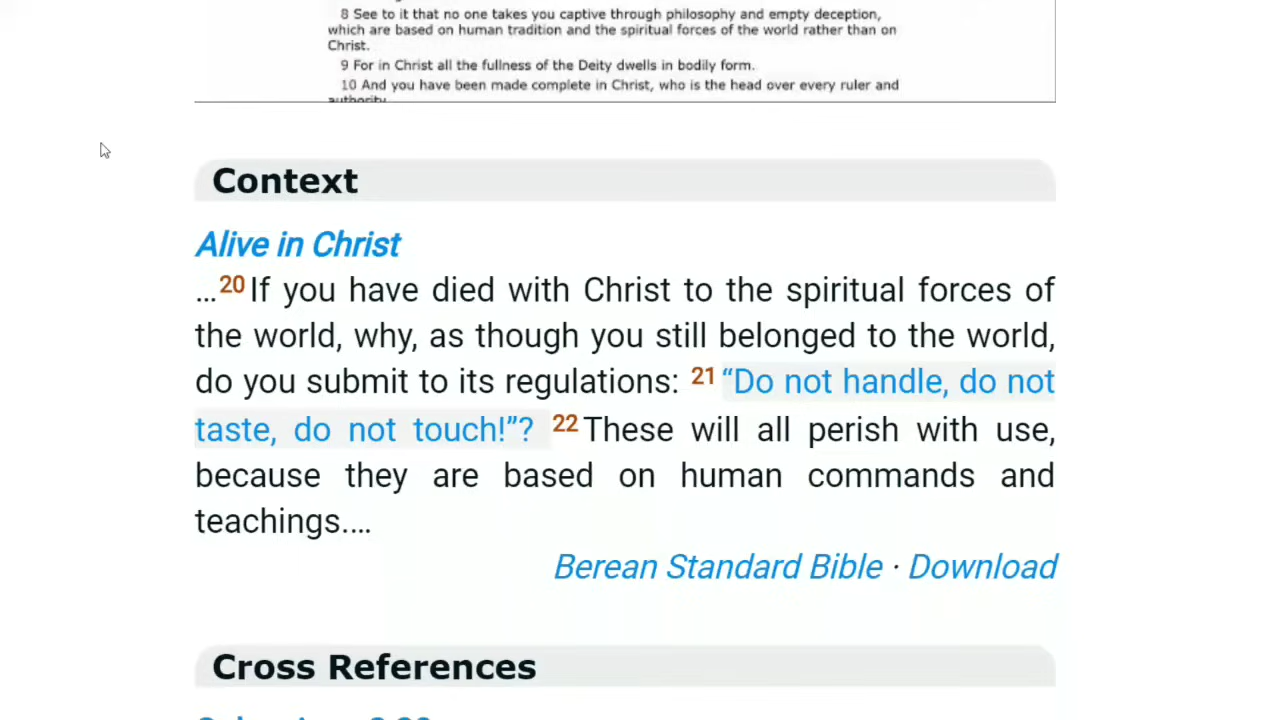 8 See to it that no one takes you captive through philosophy and empty deception,
which are based on human tradition and the spiritual forces of the world rather than on
Christ.
9 For in Christ all the fullness of the Deity dwells in bodily form.
10 And you have been made complete in Christ, who is the head over every ruler and
authority
Context
Alive in Christ
…20 If you have died with Christ to the spiritual forces of
the world, why, as though you still belonged to the world,
do you submit to its regulations: 21 “Do not handle, do not
taste, do not touch!”? 22 These will all perish with use,
because they are based on human commands and
teachings.…
Berean Standard Bible · Download
Cross References